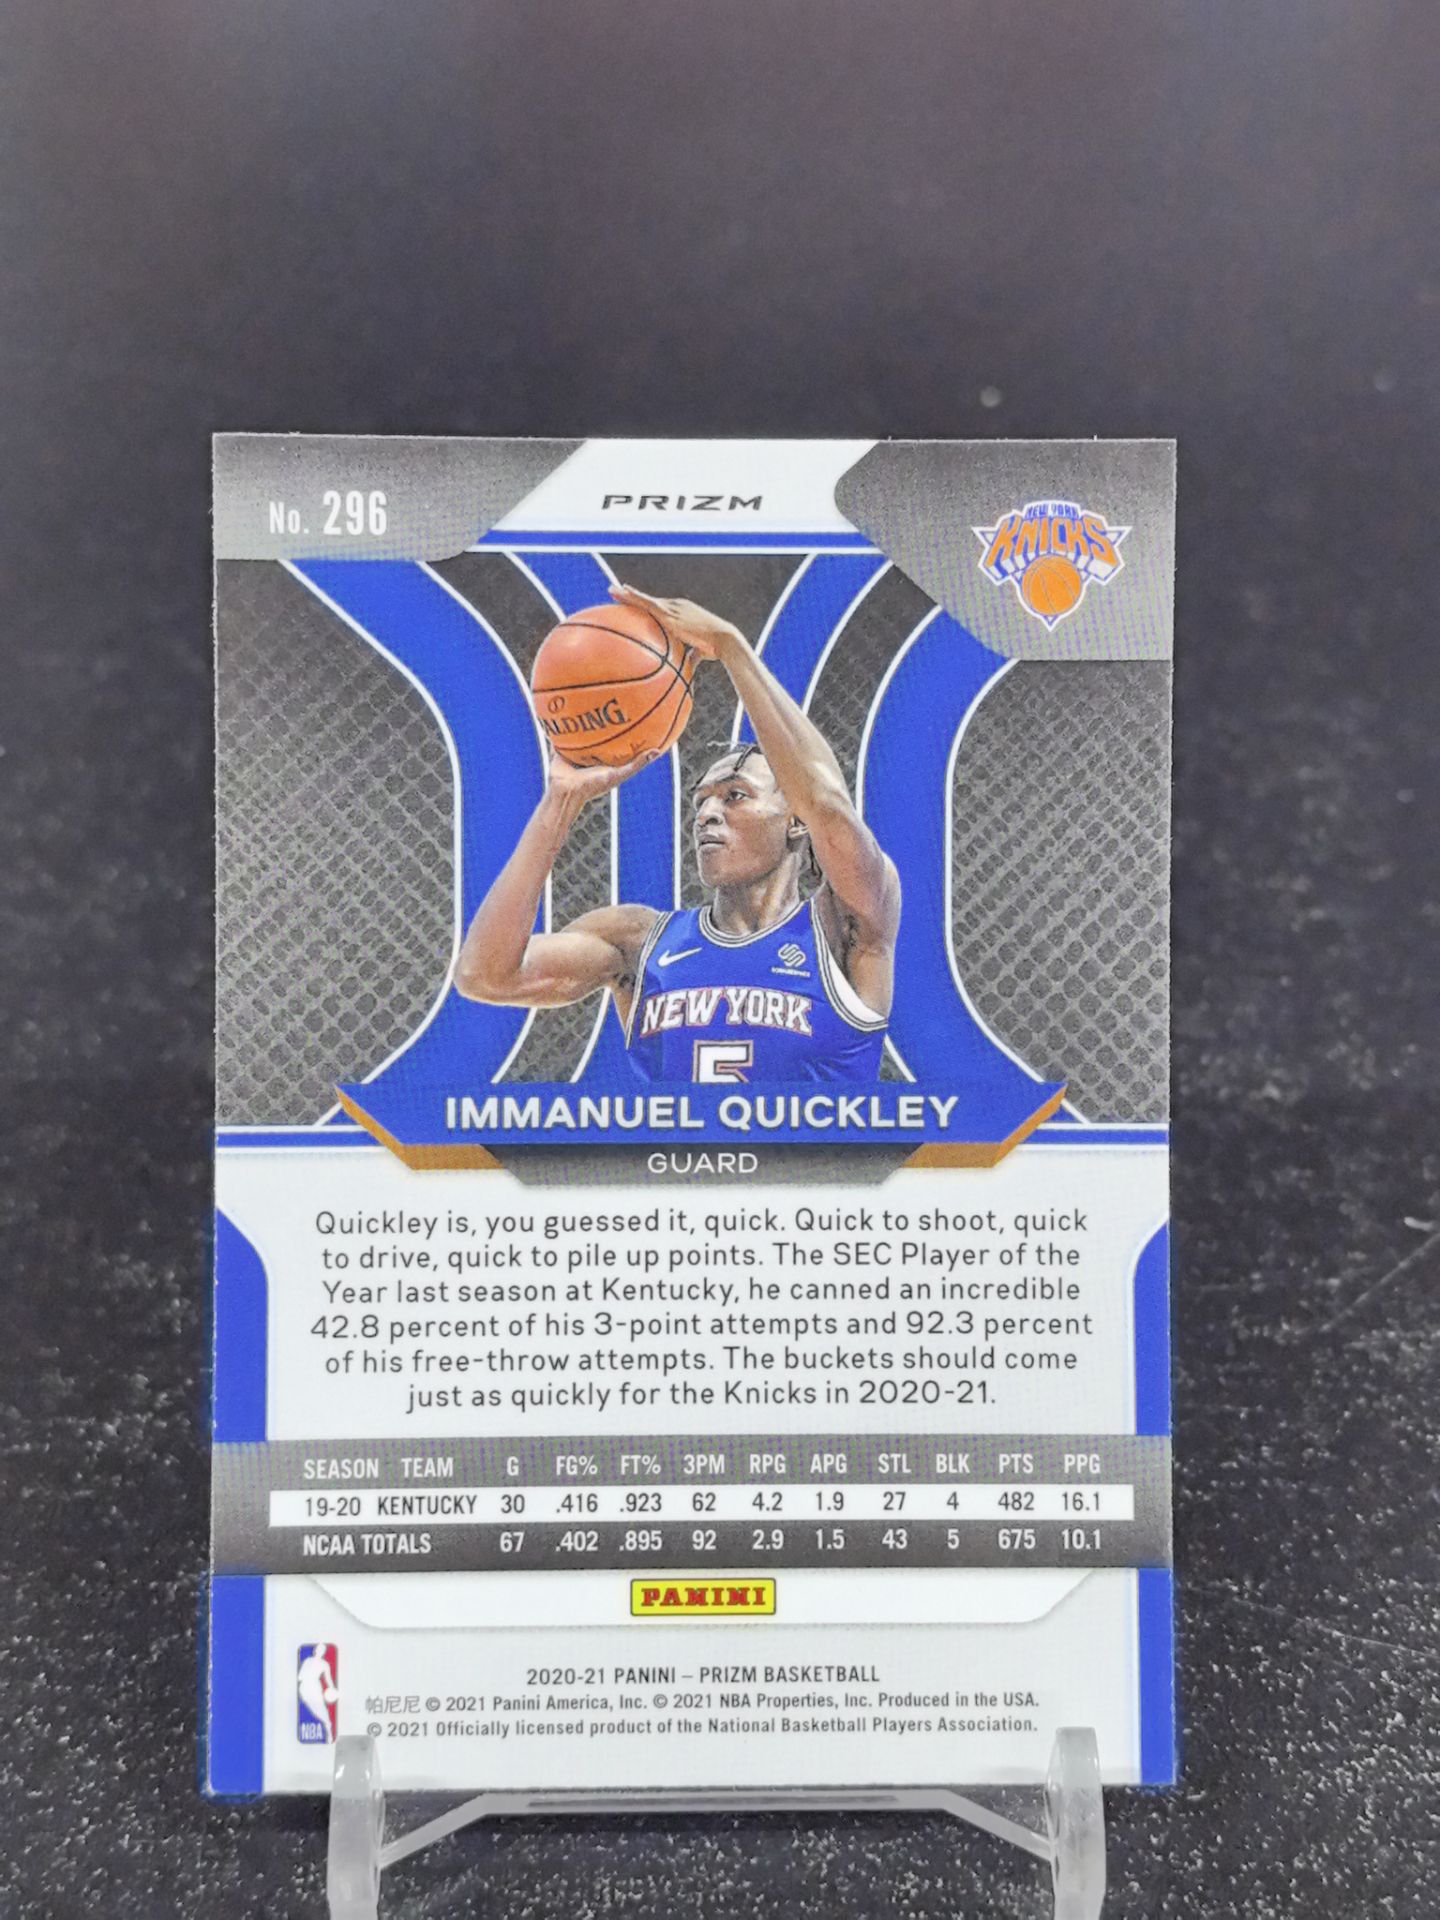 No. 296
PRIZM
NEW YORK
KNICKS
ALDING
SQUARESPACE
NEW YORK
5
IMMANUEL QUICKLEY
GUARD
Quickley is, you guessed it, quick. Quick to shoot, quick
to drive, quick to pile up points. The SEC Player of the
Year last season at Kentucky, he canned an incredible
42.8 percent of his 3-point attempts and 92.3 percent
of his free-throw attempts. The buckets should come
just as quickly for the Knicks in 2020-21.
SEASON TEAM G FG% FT% 3PM RPG APG STL BLK PTS PPG
19-20 KENTUCKY 30 .416 .923 62 4.2 1.9 27 4 482 16.1
NCAA TOTALS 67 .402 .895 92 2.9 1.5 43 5 675 10.1
PANINI
NBA
2020-21 PANINI – PRIZM BASKETBALL
帕尼尼 © 2021 Panini America, Inc. © 2021 NBA Properties, Inc. Produced in the USA.
© 2021 Officially licensed product of the National Basketball Players Association.